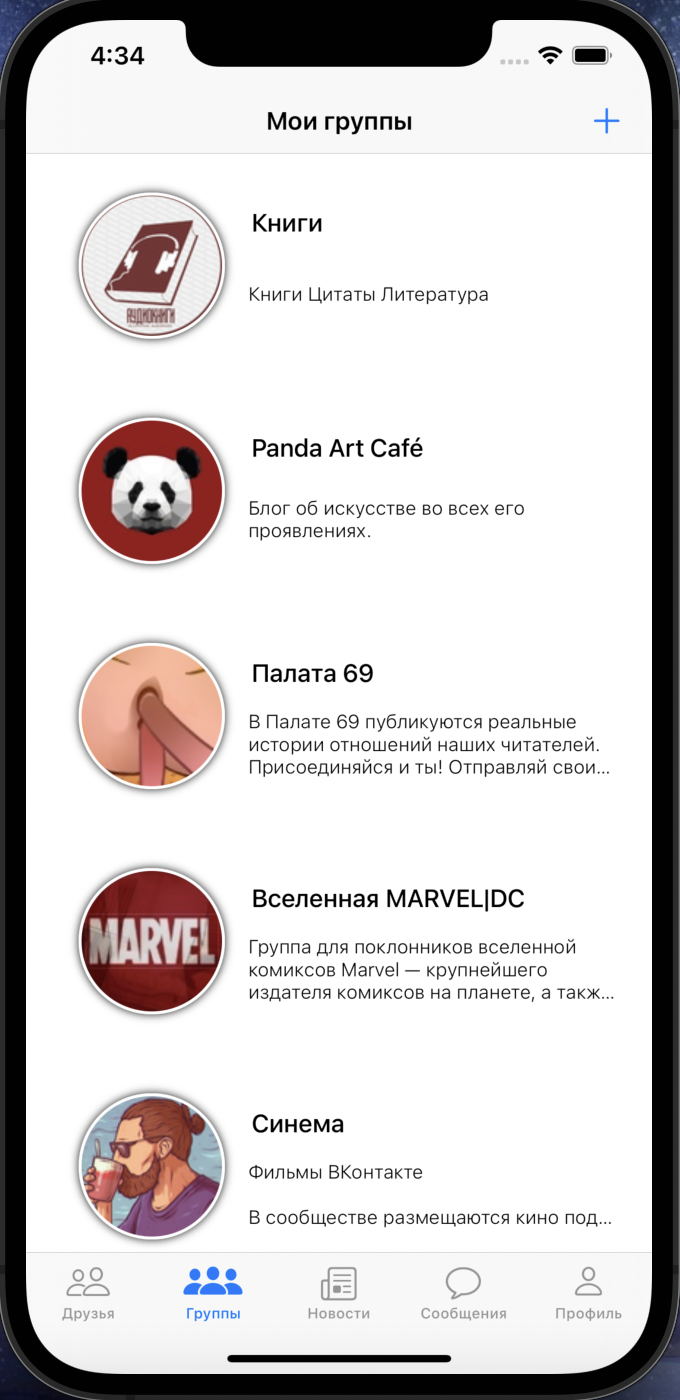 4:34
Мои группы
Книги
Книги Цитаты Литература
АУДИОКНИГИ
Panda Art Café
Блог об искусстве во всех его
проявлениях.
Палата 69
В Палате 69 публикуются реальные
истории отношений наших читателей.
Присоединяйся и ты! Отправляй свои...
Вселенная MARVEL|DC
MARVEL
Группа для поклонников вселенной
комиксов Marvel — крупнейшего
издателя комиксов на планете, а такж...
Синема
Фильмы ВКонтакте
В сообществе размещаются кино под...
Друзья
Группы
Новости
Сообщения
Профиль